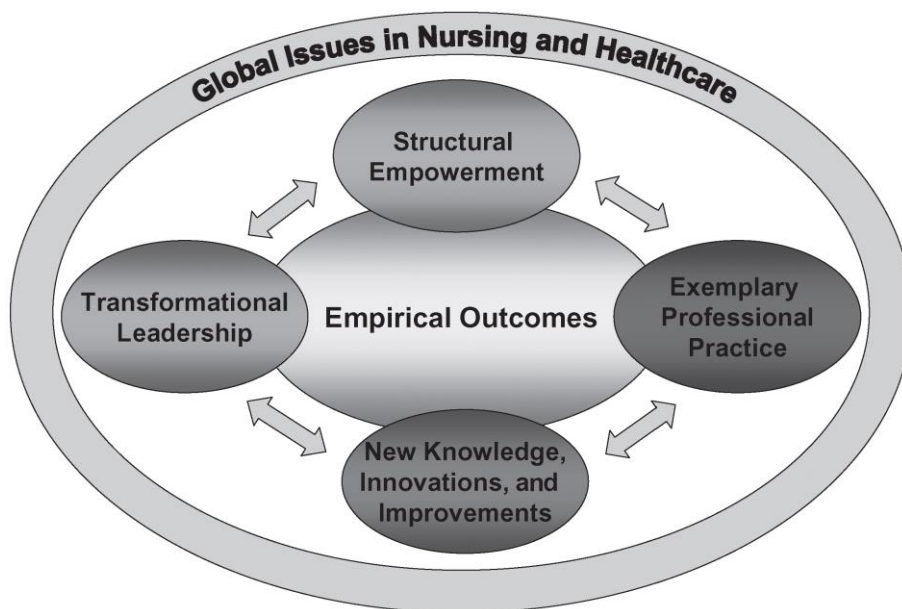 Global Issues in Nursing and Healthcare
Structural
Empowerment
Transformational
Leadership
Empirical Outcomes
Exemplary
Professional
Practice
New Knowledge,
Innovations, and
Improvements